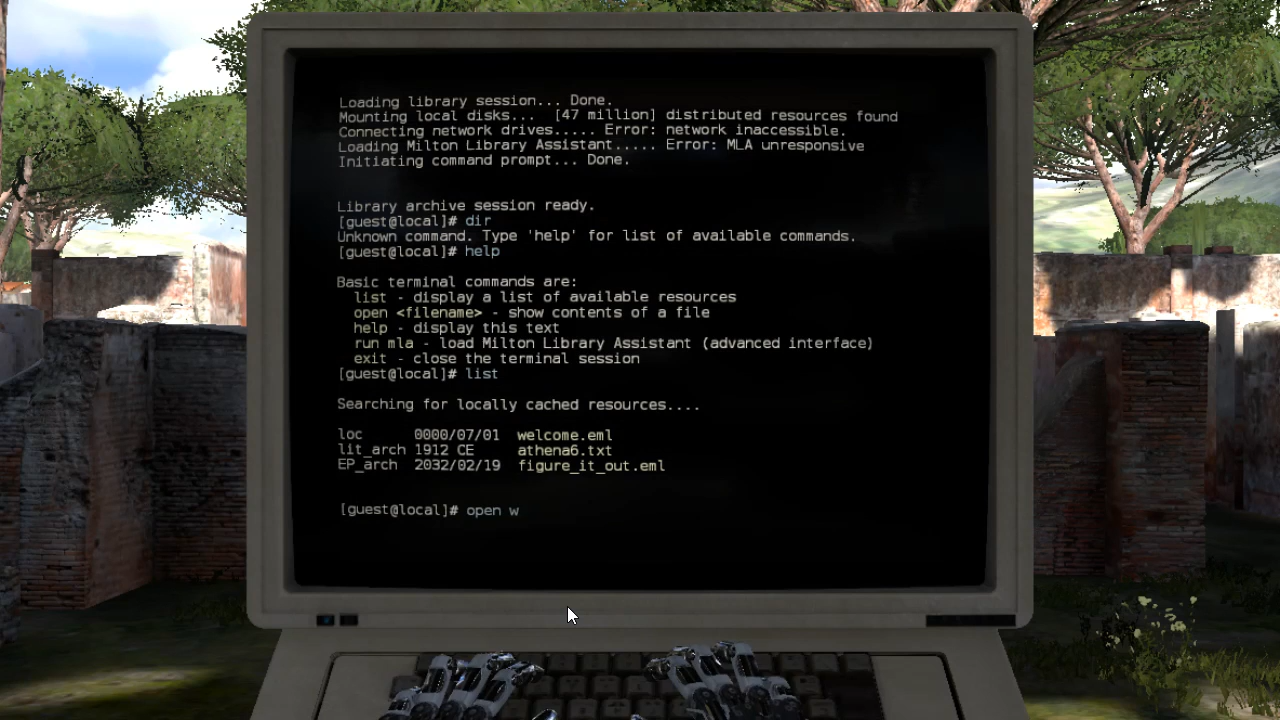 Loading library session... Done.
Mounting local disks...  [47 million] distributed resources found
Connecting network drives..... Error: network inaccessible.
Loading Milton Library Assistant..... Error: MLA unresponsive
Initiating command prompt... Done.
Library archive session ready.
[guest@local]# dir
Unknown command. Type 'help' for list of available commands.
[guest@local]# help
Basic terminal commands are:
list - display a list of available resources
open <filename> - show contents of a file
help - display this text
run mla - load Milton Library Assistant (advanced interface)
exit - close the terminal session
[guest@local]# list
Searching for locally cached resources....
loc      0000/07/01  welcome.eml
lit_arch 1912 CE     athena6.txt
EP_arch  2032/02/19  figure_it_out.eml
[guest@local]# open w